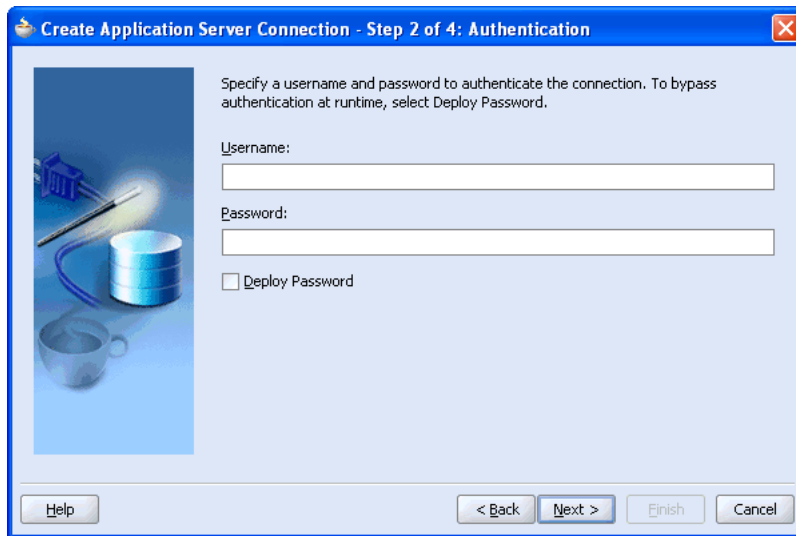 Create Application Server Connection - Step 2 of 4: Authentication
Specify a username and password to authenticate the connection. To bypass
authentication at runtime, select Deploy Password.
Username:
Password:
Deploy Password
Help
< Back
Next >
Finish
Cancel